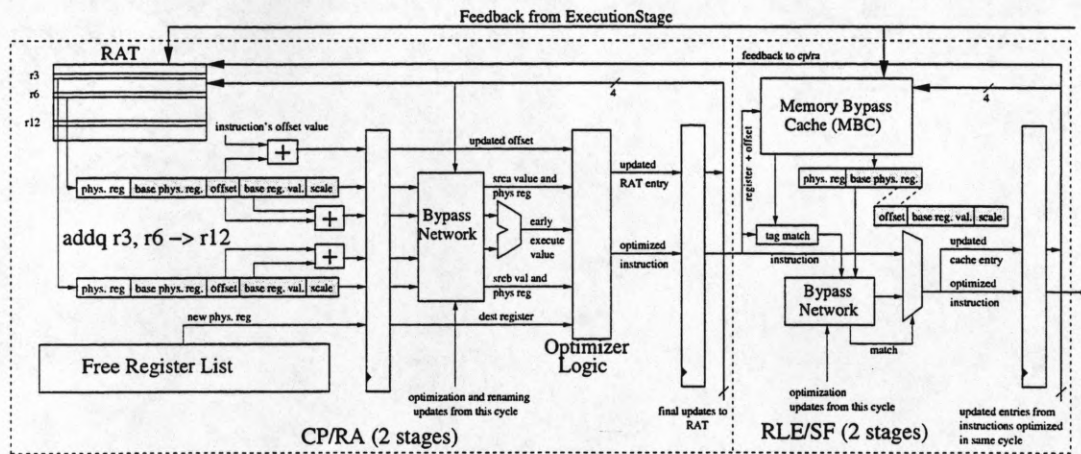 Feedback from ExecutionStage
RAT
r3
r6
r12
feedback to cp/ra
4
4
instruction's offset value
+
updated offset
phys. reg base phys. reg. offset base reg. val. scale
+
addq r3, r6 –> r12
+
phys. reg base phys. reg. offset base reg. val. scale
new phys. reg
Free Register List
Bypass
Network
srca value and
phys reg
early
execute
value
srcb val and
phys reg
dest register
Optimizer
Logic
updated
RAT entry
optimized
instruction
optimization and renaming
updates from this cycle
final updates to
RAT
CP/RA (2 stages)
Memory Bypass
Cache (MBC)
register + offset
phys. reg base phys. reg.
offset base reg. val. scale
tag match
instruction
Bypass
Network
updated
cache entry
optimized
instruction
match
optimization
updates from this cycle
updated entries from
instructions optimized
in same cycle
RLE/SF (2 stages)